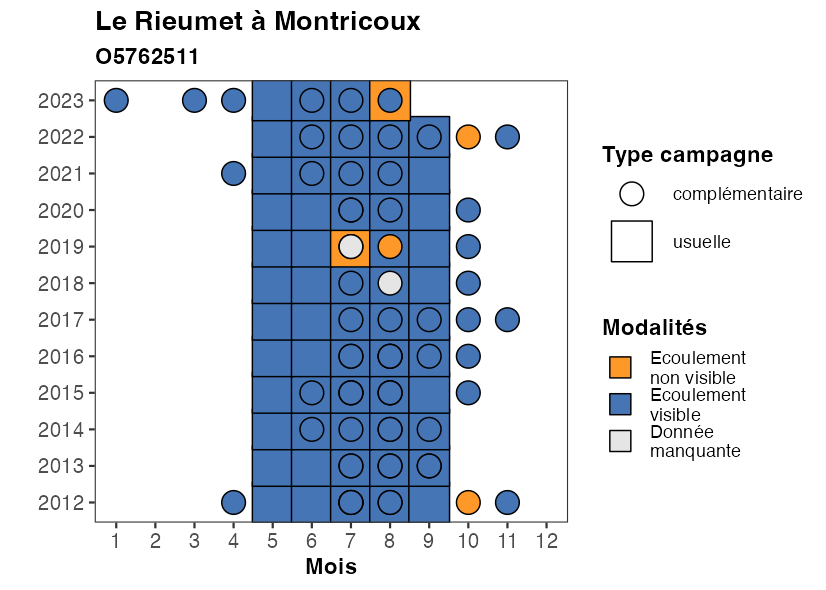 Le Rieumet à Montricoux
O5762511
2023
2022
2021
2020
2019
2018
2017
2016
2015
2014
2013
2012
1 2 3 4 5 6 7 8 9 10 11 12
Mois
Type campagne
complémentaire
usuelle
Modalités
Ecoulement
non visible
Ecoulement
visible
Donnée
manquante